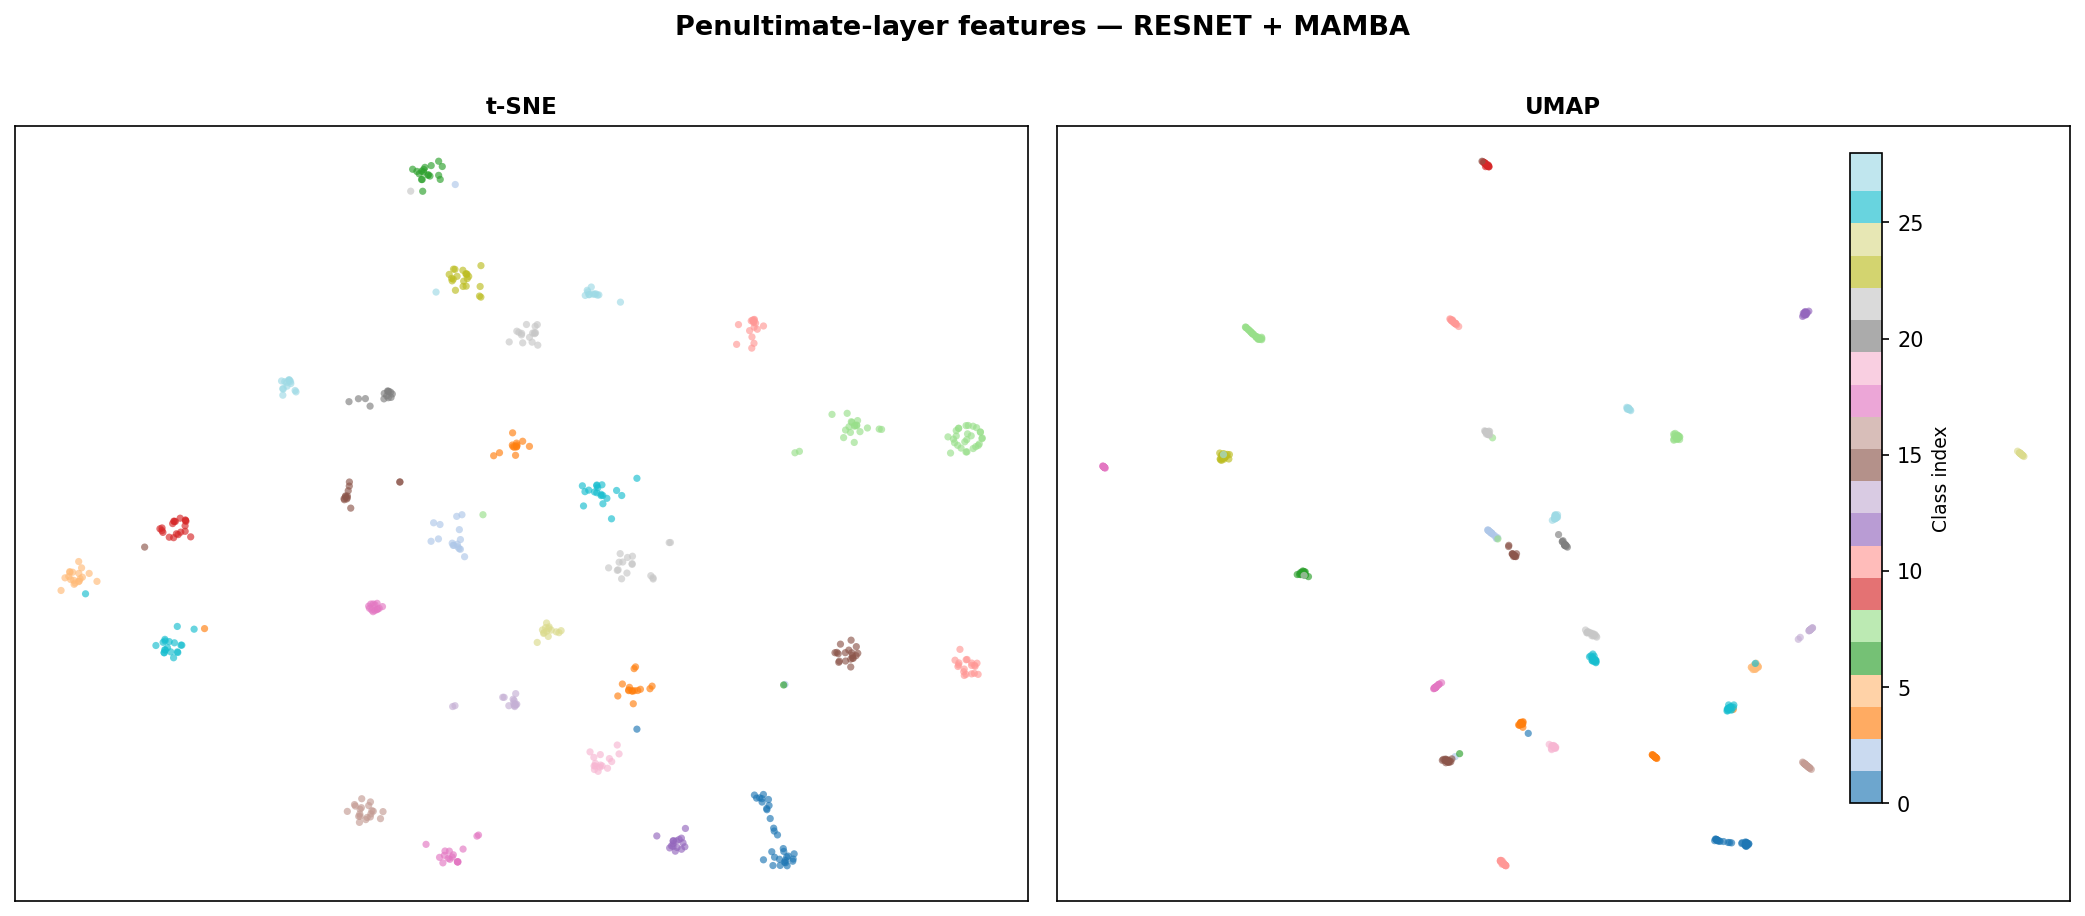 Penultimate-layer features — RESNET + MAMBA
t-SNE
UMAP
25
20
15
10
5
0
Class index